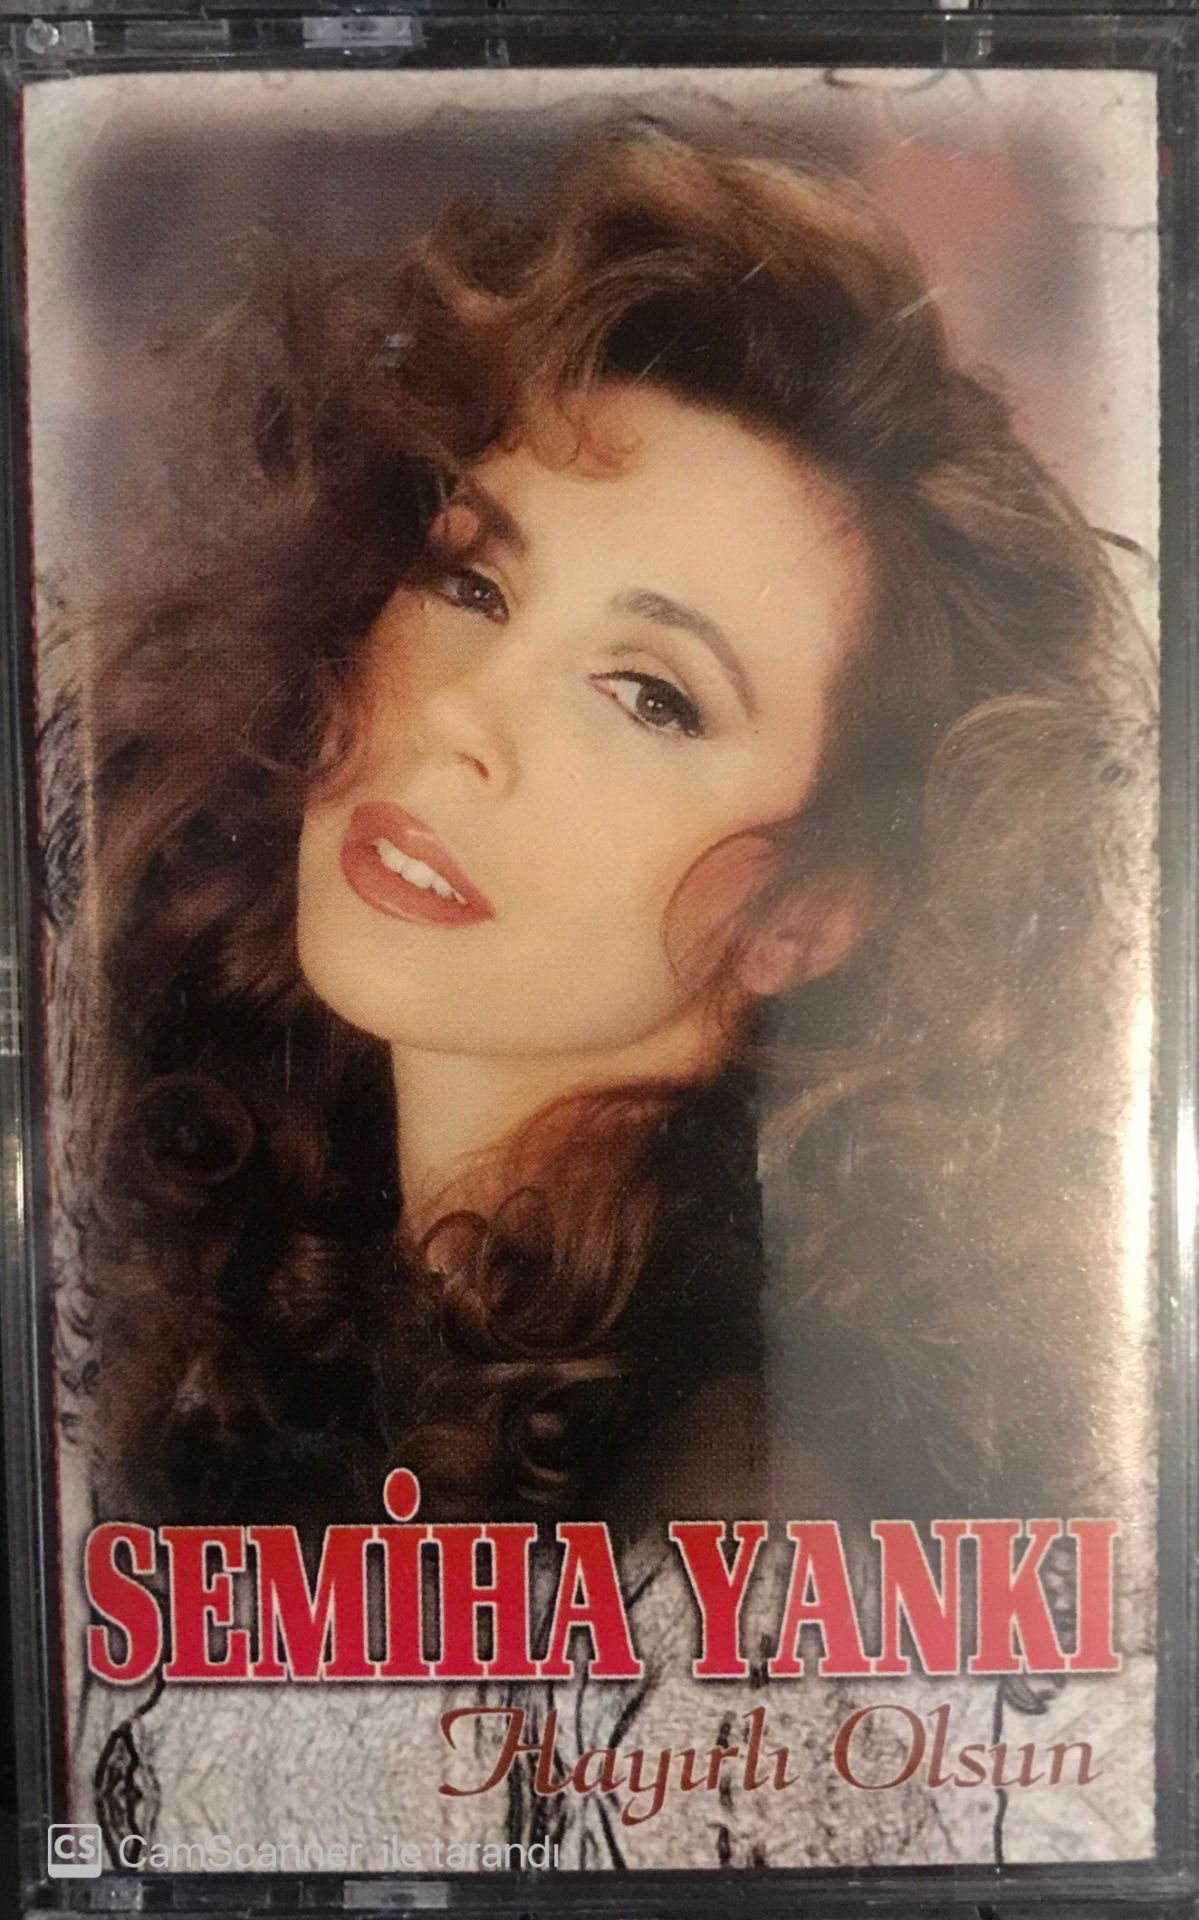 SEMİHA YANKI
Hayırlı Olsun
CS CamScanner ile tarandı